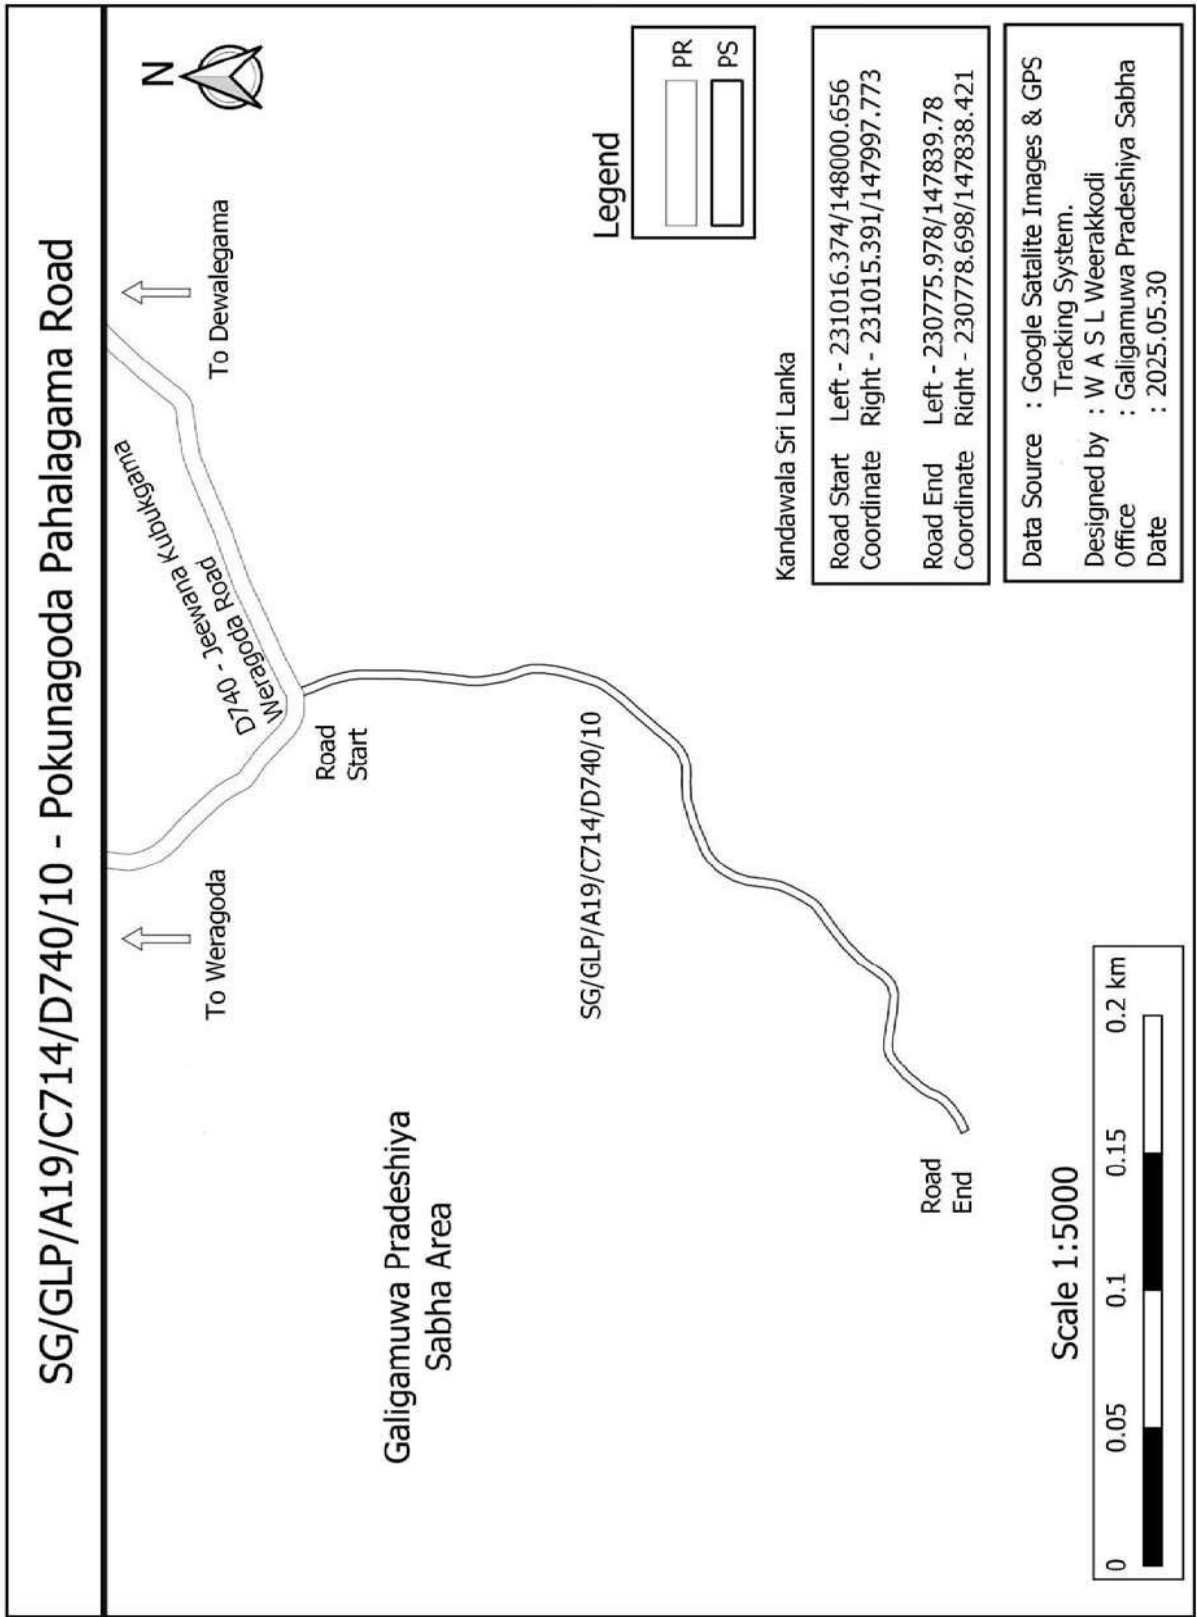 SG/GLP/A19/C714/D740/10 - Pokunagoda Pahalagama Road
N
To Weragoda
To Dewalegama
D740 - Jeewana Kubukgama
Weragoda Road
Road
Start
Galigamuwa Pradeshiya
Sabha Area
SG/GLP/A19/C714/D740/10
Road
End
Legend
PR
PS
Kandawala Sri Lanka
Road Start Left - 231016.374/148000.656
Coordinate Right - 231015.391/147997.773
Road End Left - 230775.978/147839.78
Coordinate Right - 230778.698/147838.421
Data Source : Google Satalite Images & GPS
Tracking System.
Designed by : W A S L Weerakkodi
Office : Galigamuwa Pradeshiya Sabha
Date : 2025.05.30
Scale 1:5000
0 0.05 0.1 0.15 0.2 km